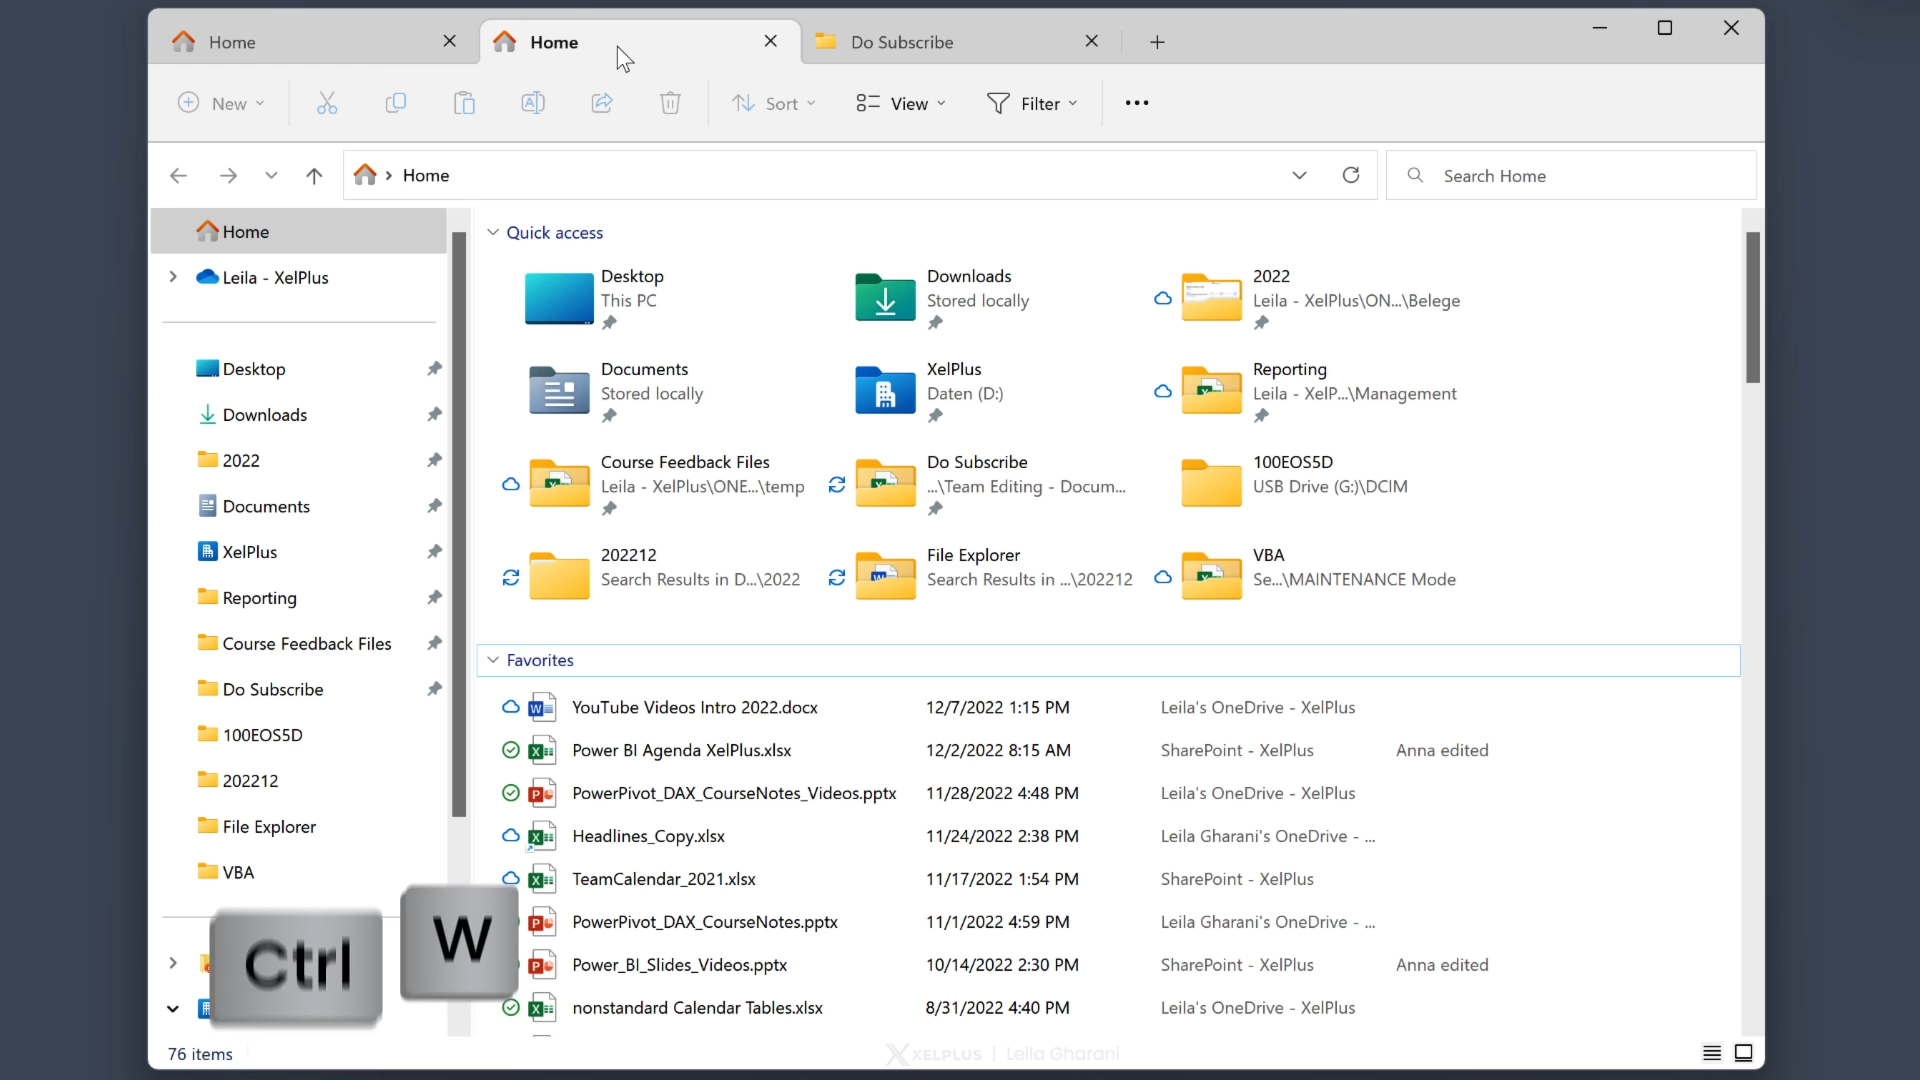 Home
Home
Do Subscribe
New
Sort
View
Filter
Home
Search Home
Home
Leila - XelPlus
Desktop
Downloads
2022
Documents
XelPlus
Reporting
Course Feedback Files
Do Subscribe
100EOS5D
202212
File Explorer
VBA
Quick access
Desktop
This PC
Downloads
Stored locally
2022
Leila - XelPlus\ON...\Belege
Documents
Stored locally
XelPlus
Daten (D:)
Reporting
Leila - XelP...\Management
Course Feedback Files
Leila - XelPlus\ONE...\temp
Do Subscribe
...\Team Editing - Docum...
100EOS5D
USB Drive (G:)\DCIM
202212
Search Results in D...\2022
File Explorer
Search Results in ...\202212
VBA
Se...\MAINTENANCE Mode
Favorites
YouTube Videos Intro 2022.docx 12/7/2022 1:15 PM Leila's OneDrive - XelPlus
Power BI Agenda XelPlus.xlsx 12/2/2022 8:15 AM SharePoint - XelPlus Anna edited
PowerPivot_DAX_CourseNotes_Videos.pptx 11/28/2022 4:48 PM Leila's OneDrive - XelPlus
Headlines_Copy.xlsx 11/24/2022 2:38 PM Leila Gharani's OneDrive - ...
TeamCalendar_2021.xlsx 11/17/2022 1:54 PM SharePoint - XelPlus
PowerPivot_DAX_CourseNotes.pptx 11/1/2022 4:59 PM Leila Gharani's OneDrive - ...
Power_BI_Slides_Videos.pptx 10/14/2022 2:30 PM SharePoint - XelPlus Anna edited
nonstandard Calendar Tables.xlsx 8/31/2022 4:40 PM Leila's OneDrive - XelPlus
Ctrl
W
76 items
XELPLUS | Leila Gharani